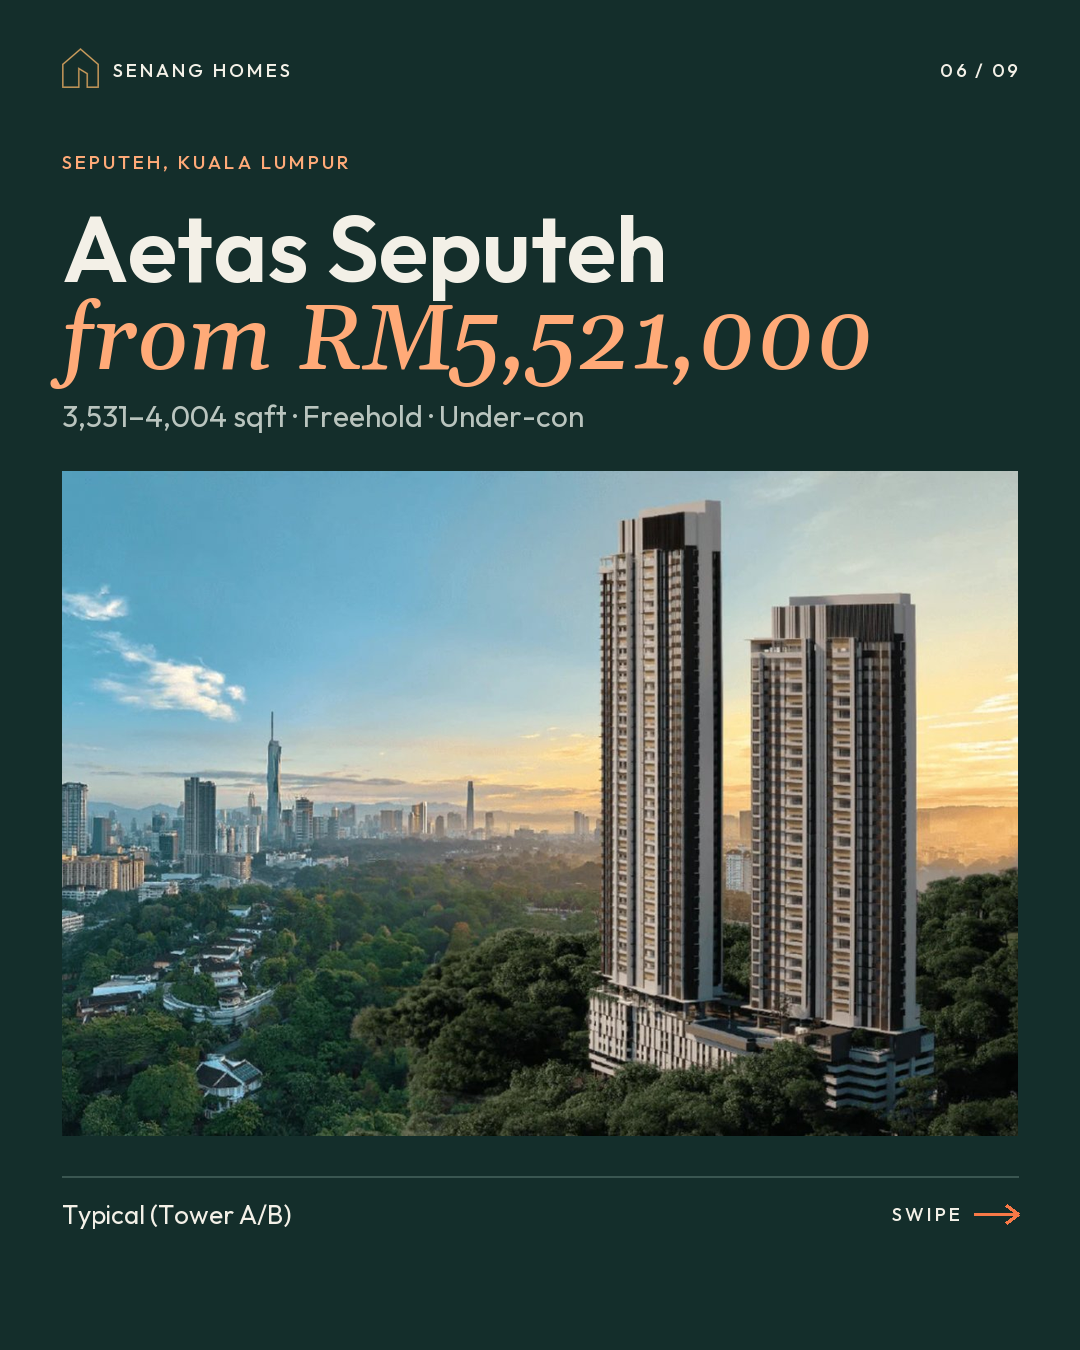 SENANG HOMES
06 / 09
SEPUTEH, KUALA LUMPUR
Aetas Seputeh
from RM5,521,000
3,531–4,004 sqft · Freehold · Under-con
Typical (Tower A/B)
SWIPE